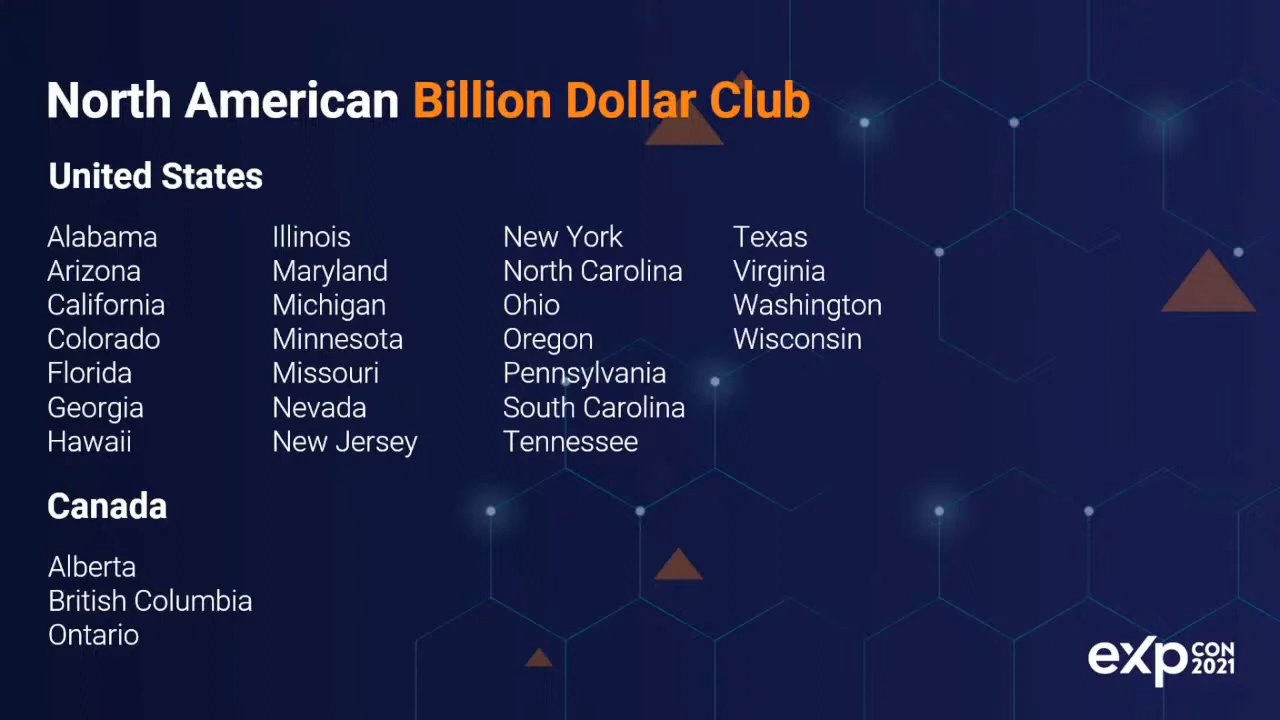 North American Billion Dollar Club
United States
Alabama
Arizona
California
Colorado
Florida
Georgia
Hawaii
Illinois
Maryland
Michigan
Minnesota
Missouri
Nevada
New Jersey
New York
North Carolina
Ohio
Oregon
Pennsylvania
South Carolina
Tennessee
Texas
Virginia
Washington
Wisconsin
Canada
Alberta
British Columbia
Ontario
exp CON
2021